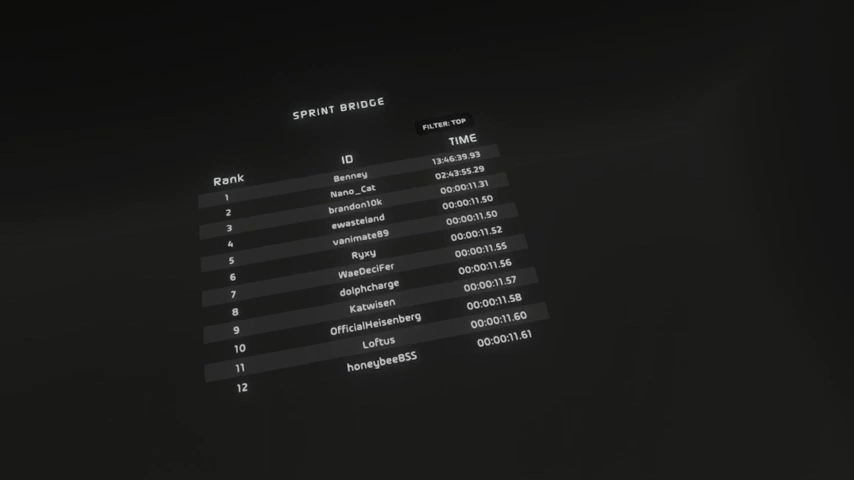 SPRINT BRIDGE
FILTER: TOP
Rank ID TIME
1 Benney 13:46:39.93
2 Nano_Cat 02:43:55.29
3 brandon10k 00:00:11.31
4 ewasteland 00:00:11.50
5 vanimate89 00:00:11.50
6 Ryxy 00:00:11.52
7 WaeDeciFer 00:00:11.55
8 dolphcharge 00:00:11.56
9 Katwisen 00:00:11.57
10 OfficialHeisenberg 00:00:11.58
11 Loftus 00:00:11.60
12 honeybeeBSS 00:00:11.61